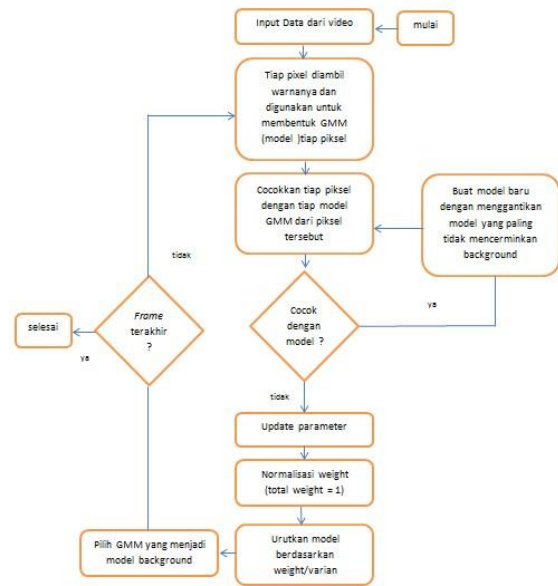 Input Data dari video
mulai
Tiap pixel diambil
warnanya dan
digunakan untuk
membentuk GMM
(model )tiap piksel
Cocokkan tiap piksel
dengan tiap model
GMM dari piksel
tersebut
Buat model baru
dengan menggantikan
model yang paling
tidak mencerminkan
background
tidak
Cocok
dengan
model ?
ya
selesai
Frame
terakhir
?
ya
tidak
Update parameter
Normalisasi weight
(total weight = 1)
Urutkan model
berdasarkan
weight/varian
Pilih GMM yang menjadi
model background